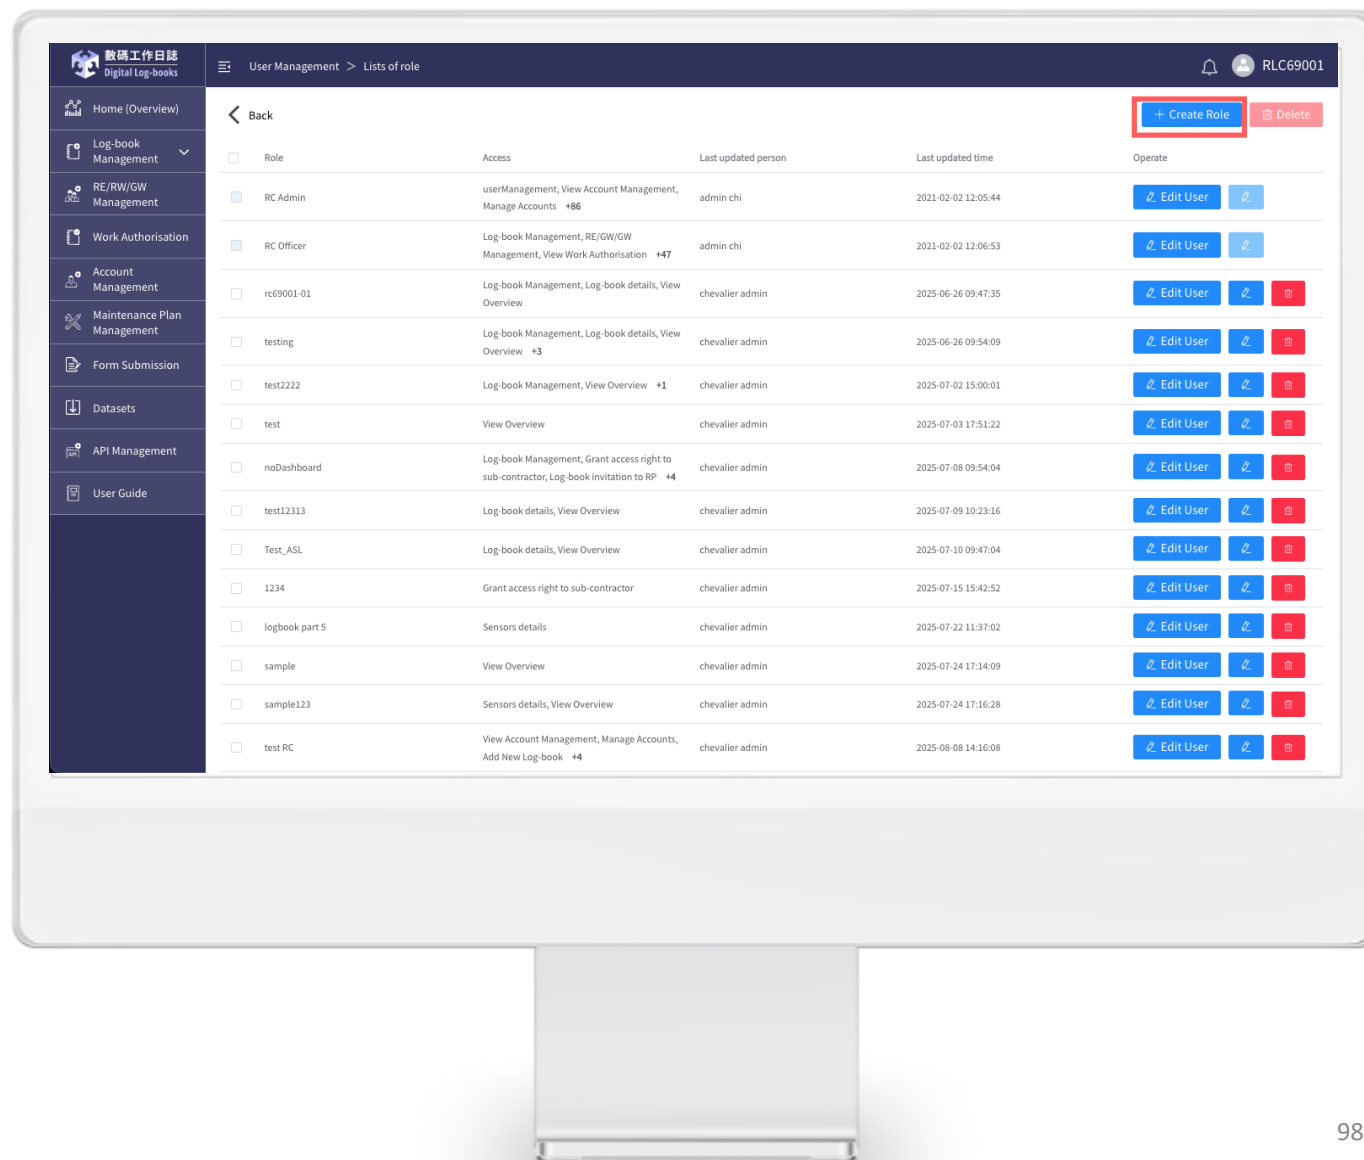 數碼工作日誌
Digital Log-books
User Management > Lists of role
RLC69001
Home (Overview)
Log-book
Management
RE/RW/GW
Management
Work Authorisation
Account
Management
Maintenance Plan
Management
Form Submission
Datasets
API Management
User Guide
Back
+ Create Role
Delete
Role Access Last updated person Last updated time Operate
RC Admin
userManagement, View Account Management,
Manage Accounts +86
admin chi 2021-02-02 12:05:44 Edit User
RC Officer
Log-book Management, RE/GW/GW
Management, View Work Authorisation +47
admin chi 2021-02-02 12:06:53 Edit User
rc69001-01
Log-book Management, Log-book details, View
Overview
chevalier admin 2025-06-26 09:47:35 Edit User
testing
Log-book Management, Log-book details, View
Overview +3
chevalier admin 2025-06-26 09:54:09 Edit User
test2222 Log-book Management, View Overview +1 chevalier admin 2025-07-02 15:00:01 Edit User
test View Overview chevalier admin 2025-07-03 17:51:22 Edit User
noDashboard
Log-book Management, Grant access right to
sub-contractor, Log-book invitation to RP +4
chevalier admin 2025-07-08 09:54:04 Edit User
test12313 Log-book details, View Overview chevalier admin 2025-07-09 10:23:16 Edit User
Test_ASL Log-book details, View Overview chevalier admin 2025-07-10 09:47:04 Edit User
1234 Grant access right to sub-contractor chevalier admin 2025-07-15 15:42:52 Edit User
logbook part 5 Sensors details chevalier admin 2025-07-22 11:37:02 Edit User
sample View Overview chevalier admin 2025-07-24 17:14:09 Edit User
sample123 Sensors details, View Overview chevalier admin 2025-07-24 17:16:28 Edit User
test RC
View Account Management, Manage Accounts,
Add New Log-book +4
chevalier admin 2025-08-08 14:16:08 Edit User
98